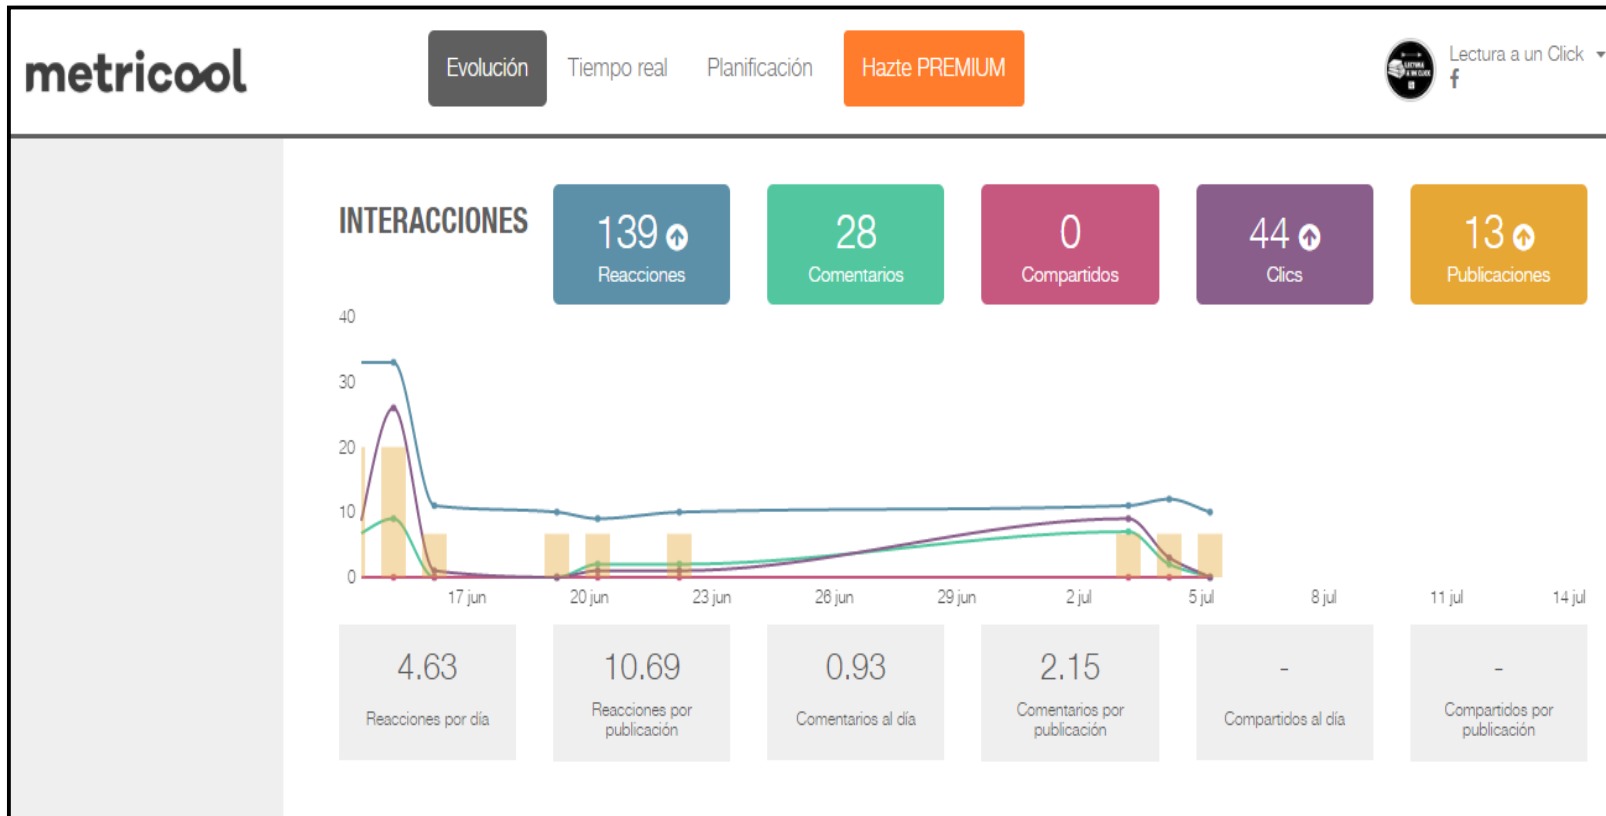 metricool
Evolución
Tiempo real
Planificación
Hazte PREMIUM
Lectura a un Click
f
LECTURA
A UN CLICK
INTERACCIONES
139
Reacciones
28
Comentarios
0
Compartidos
44
Clics
13
Publicaciones
40
30
20
10
0
17 jun
20 jun
23 jun
26 jun
29 jun
2 jul
5 jul
8 jul
11 jul
14 jul
4.63
Reacciones por día
10.69
Reacciones por
publicación
0.93
Comentarios al día
2.15
Comentarios por
publicación
-
Compartidos al día
-
Compartidos por
publicación